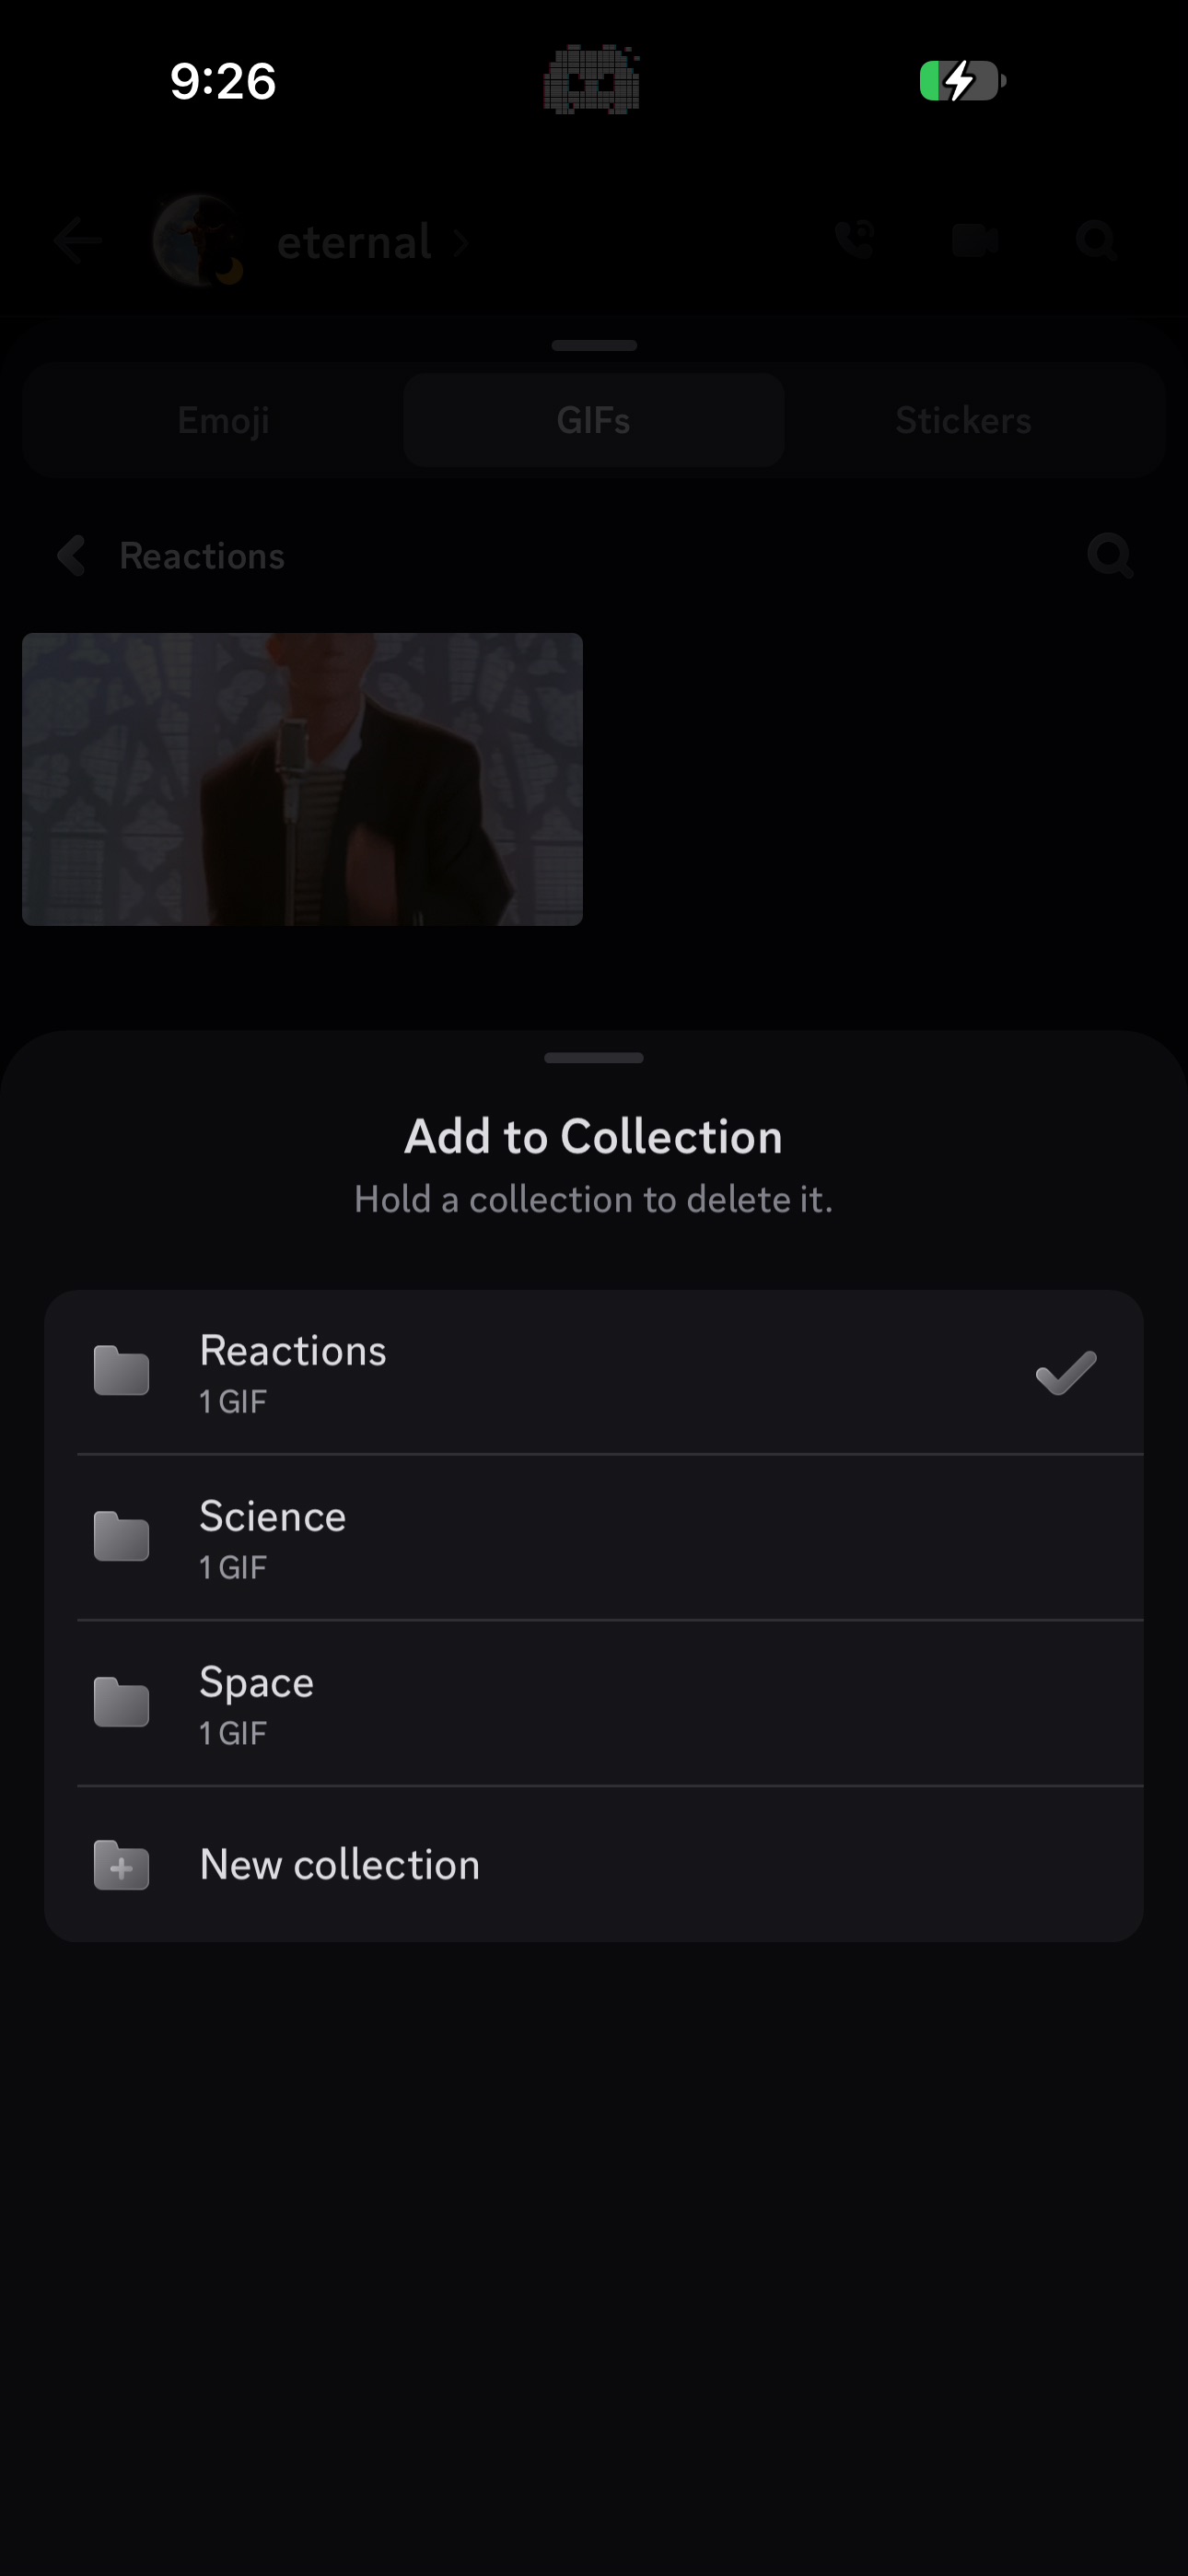 9:26
eternal
Emoji
GIFs
Stickers
Reactions
Add to Collection
Hold a collection to delete it.
Reactions
1 GIF
Science
1 GIF
Space
1 GIF
New collection